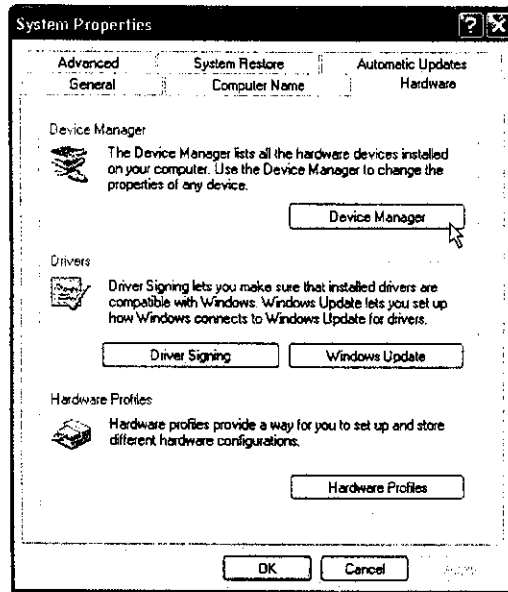 System Properties
Advanced System Restore Automatic Updates
General Computer Name Hardware
Device Manager
The Device Manager lists all the hardware devices installed
on your computer. Use the Device Manager to change the
properties of any device.
Device Manager
Drivers
Driver Signing lets you make sure that installed drivers are
compatible with Windows. Windows Update lets you set up
how Windows connects to Windows Update for drivers.
Driver Signing Windows Update
Hardware Profiles
Hardware profiles provide a way for you to set up and store
different hardware configurations.
Hardware Profiles
OK Cancel Apply